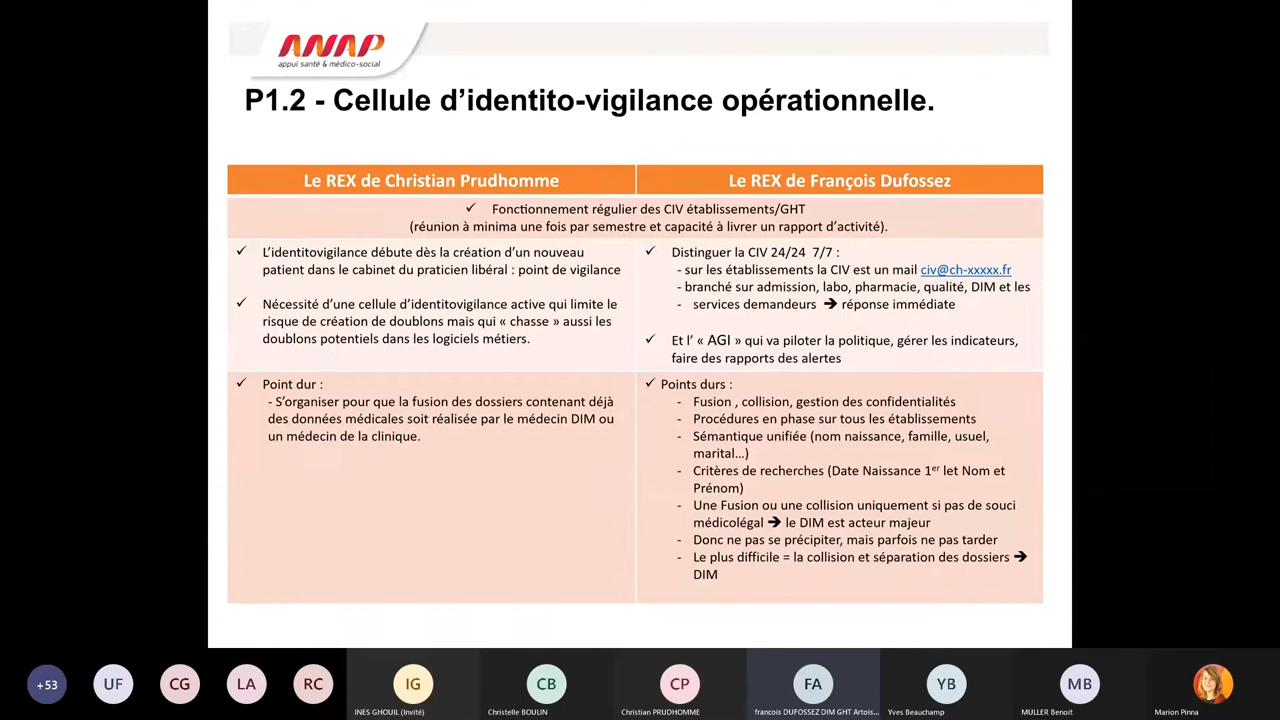 ANAP
appui santé & médico-social
P1.2 - Cellule d’identito-vigilance opérationnelle.
Le REX de Christian Prudhomme
Le REX de François Dufossez
✓ Fonctionnement régulier des CIV établissements/GHT
(réunion à minima une fois par semestre et capacité à livrer un rapport d’activité).
✓ L’identitovigilance débute dès la création d’un nouveau
patient dans le cabinet du praticien libéral : point de vigilance
✓ Nécessité d’une cellule d’identitovigilance active qui limite le
risque de création de doublons mais qui « chasse » aussi les
doublons potentiels dans les logiciels métiers.
✓ Distinguer la CIV 24/24 7/7 :
- sur les établissements la CIV est un mail civ@ch-xxxxx.fr
- branché sur admission, labo, pharmacie, qualité, DIM et les
- services demandeurs ➔ réponse immédiate
✓ Et l’ « AGI » qui va piloter la politique, gérer les indicateurs,
faire des rapports des alertes
✓ Point dur :
- S’organiser pour que la fusion des dossiers contenant déjà
des données médicales soit réalisée par le médecin DIM ou
un médecin de la clinique.
✓ Points durs :
- Fusion , collision, gestion des confidentialités
- Procédures en phase sur tous les établissements
- Sémantique unifiée (nom naissance, famille, usuel,
marital…)
- Critères de recherches (Date Naissance 1er let Nom et
Prénom)
- Une Fusion ou une collision uniquement si pas de souci
médicolégal ➔ le DIM est acteur majeur
- Donc ne pas se précipiter, mais parfois ne pas tarder
- Le plus difficile = la collision et séparation des dossiers ➔
DIM
+53
UF
CG
LA
RC
IG
CB
CP
FA
YB
MB
INES GHOUIL (Invité)
Christelle BOULIN
Christian PRUDHOMME
francois DUFOSSEZ DIM GHT Artois...
Yves Beauchamp
MULLER Benoit
Marion Pinna